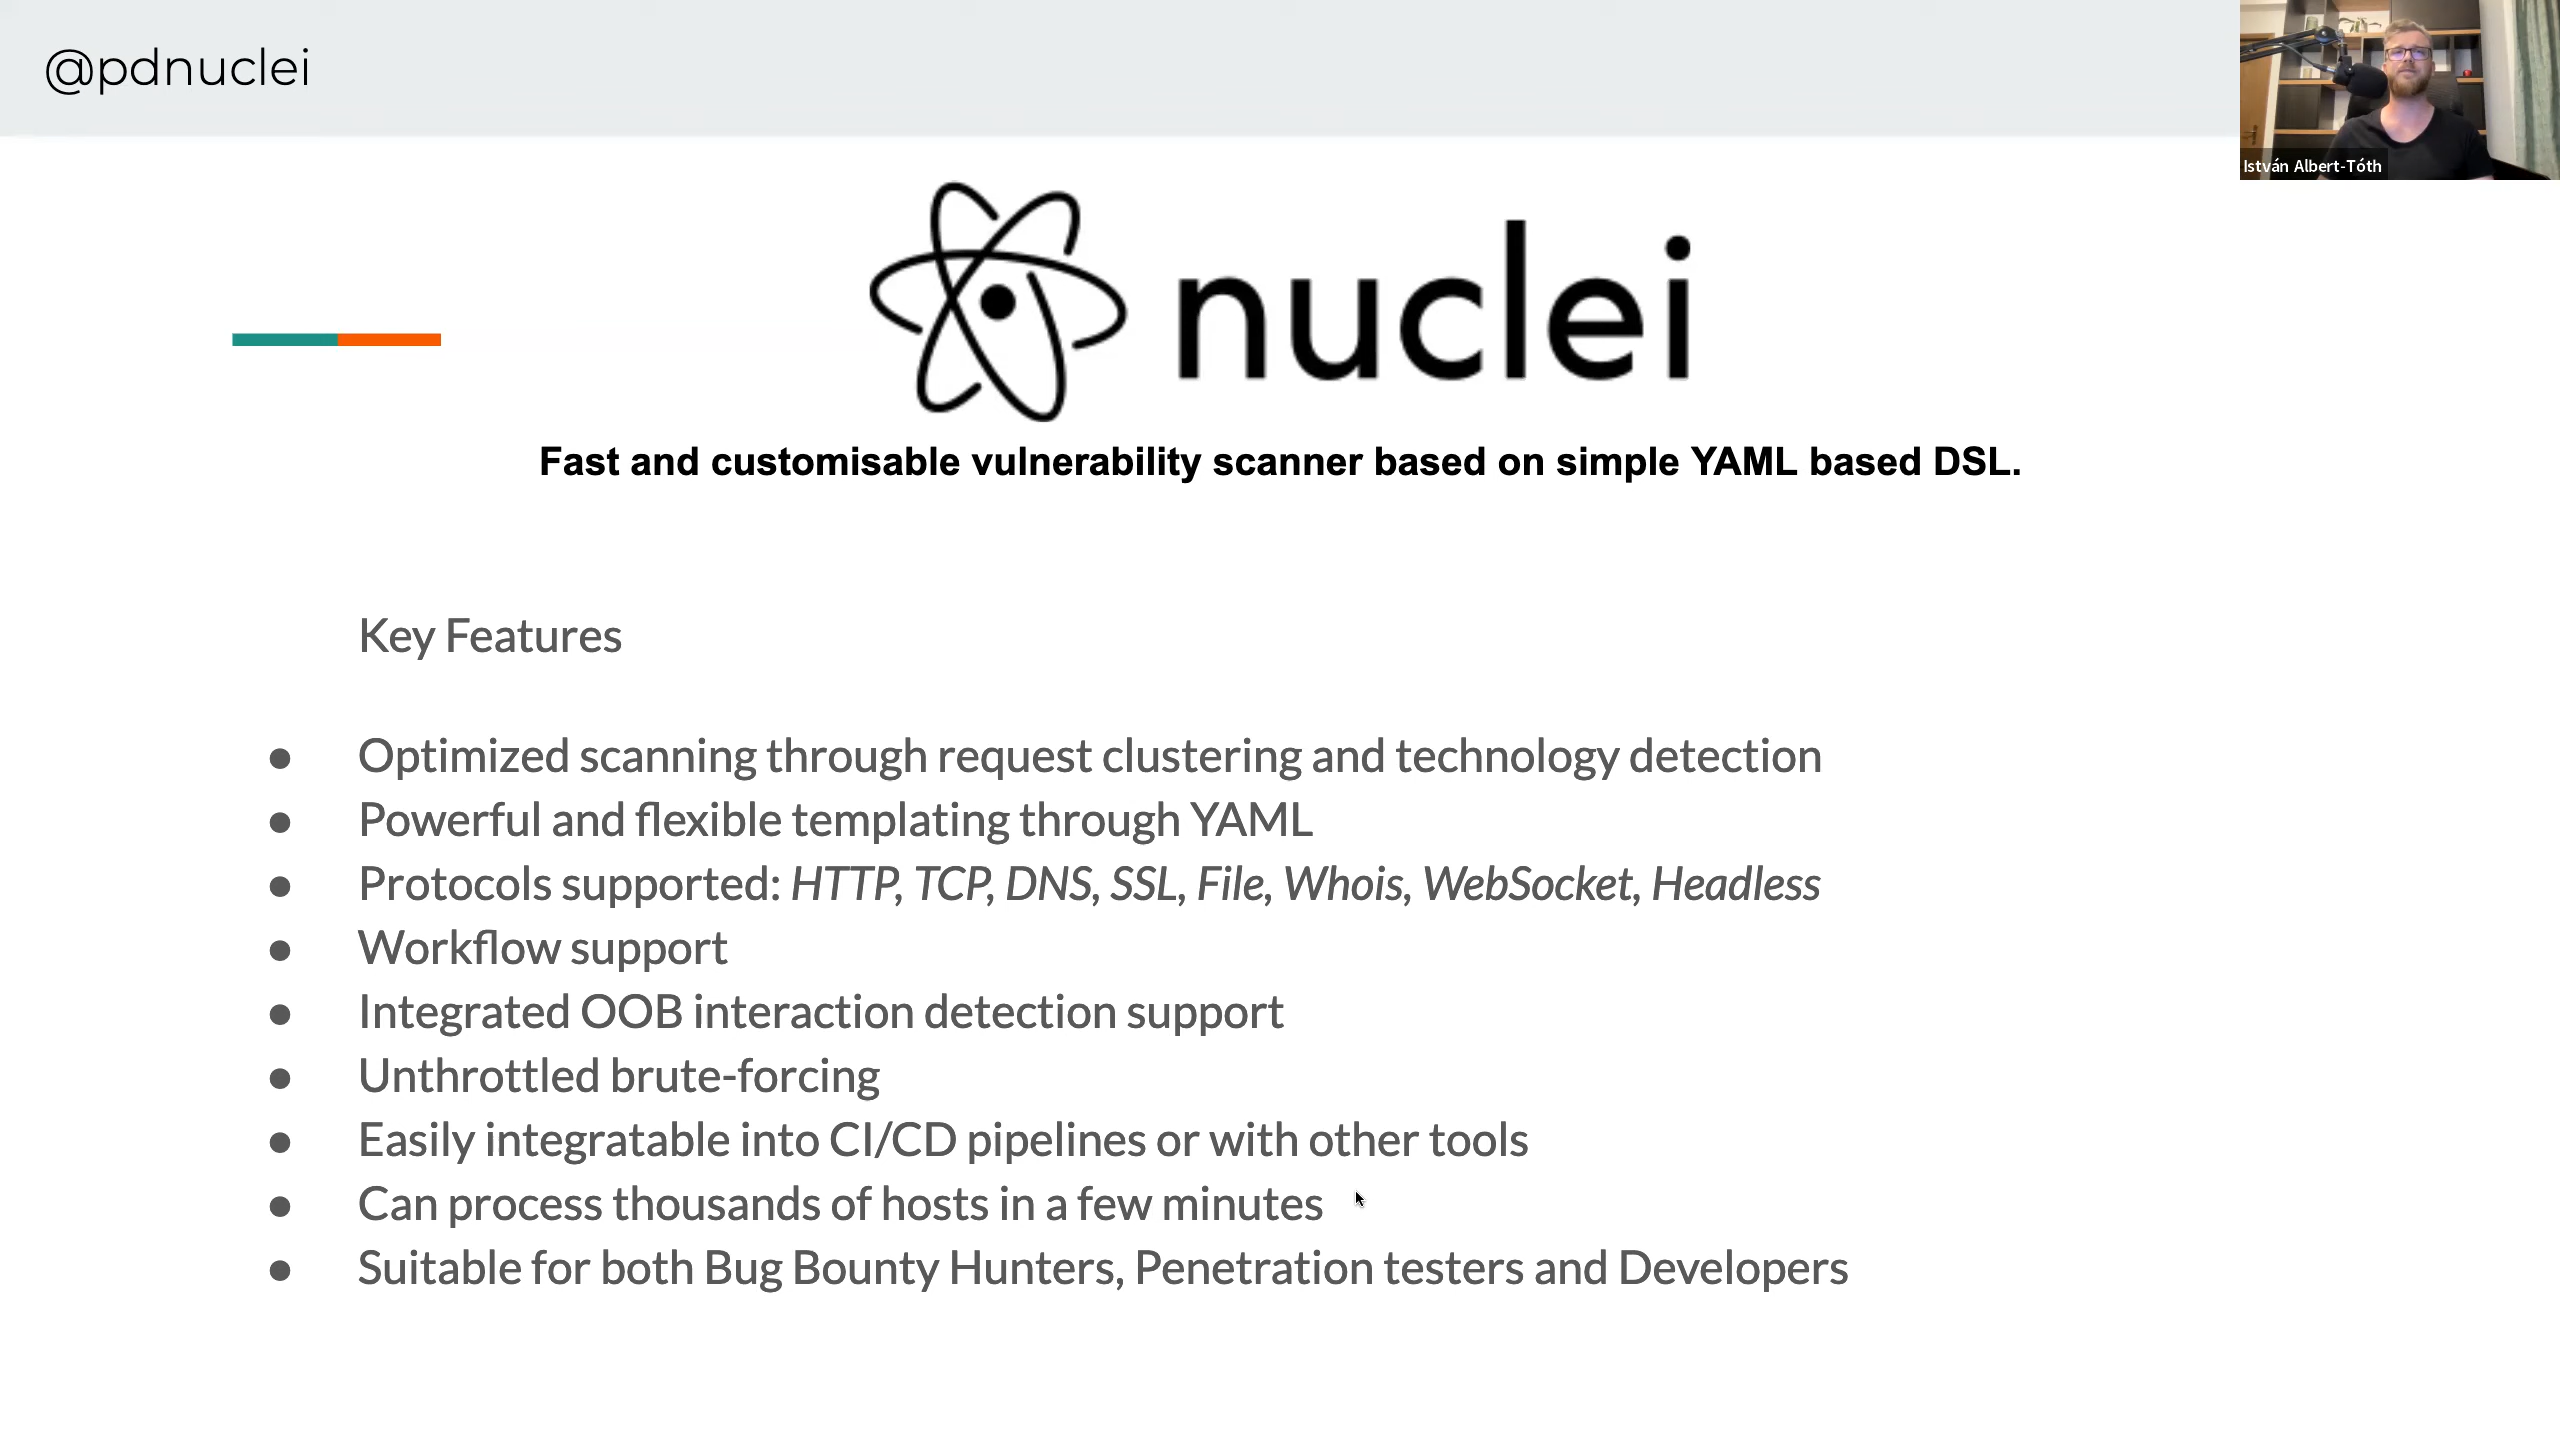 @pdnuclei
István Albert-Tóth
nuclei
Fast and customisable vulnerability scanner based on simple YAML based DSL.
Key Features
● Optimized scanning through request clustering and technology detection
● Powerful and flexible templating through YAML
● Protocols supported: HTTP, TCP, DNS, SSL, File, Whois, WebSocket, Headless
● Workflow support
● Integrated OOB interaction detection support
● Unthrottled brute-forcing
● Easily integratable into CI/CD pipelines or with other tools
● Can process thousands of hosts in a few minutes
● Suitable for both Bug Bounty Hunters, Penetration testers and Developers